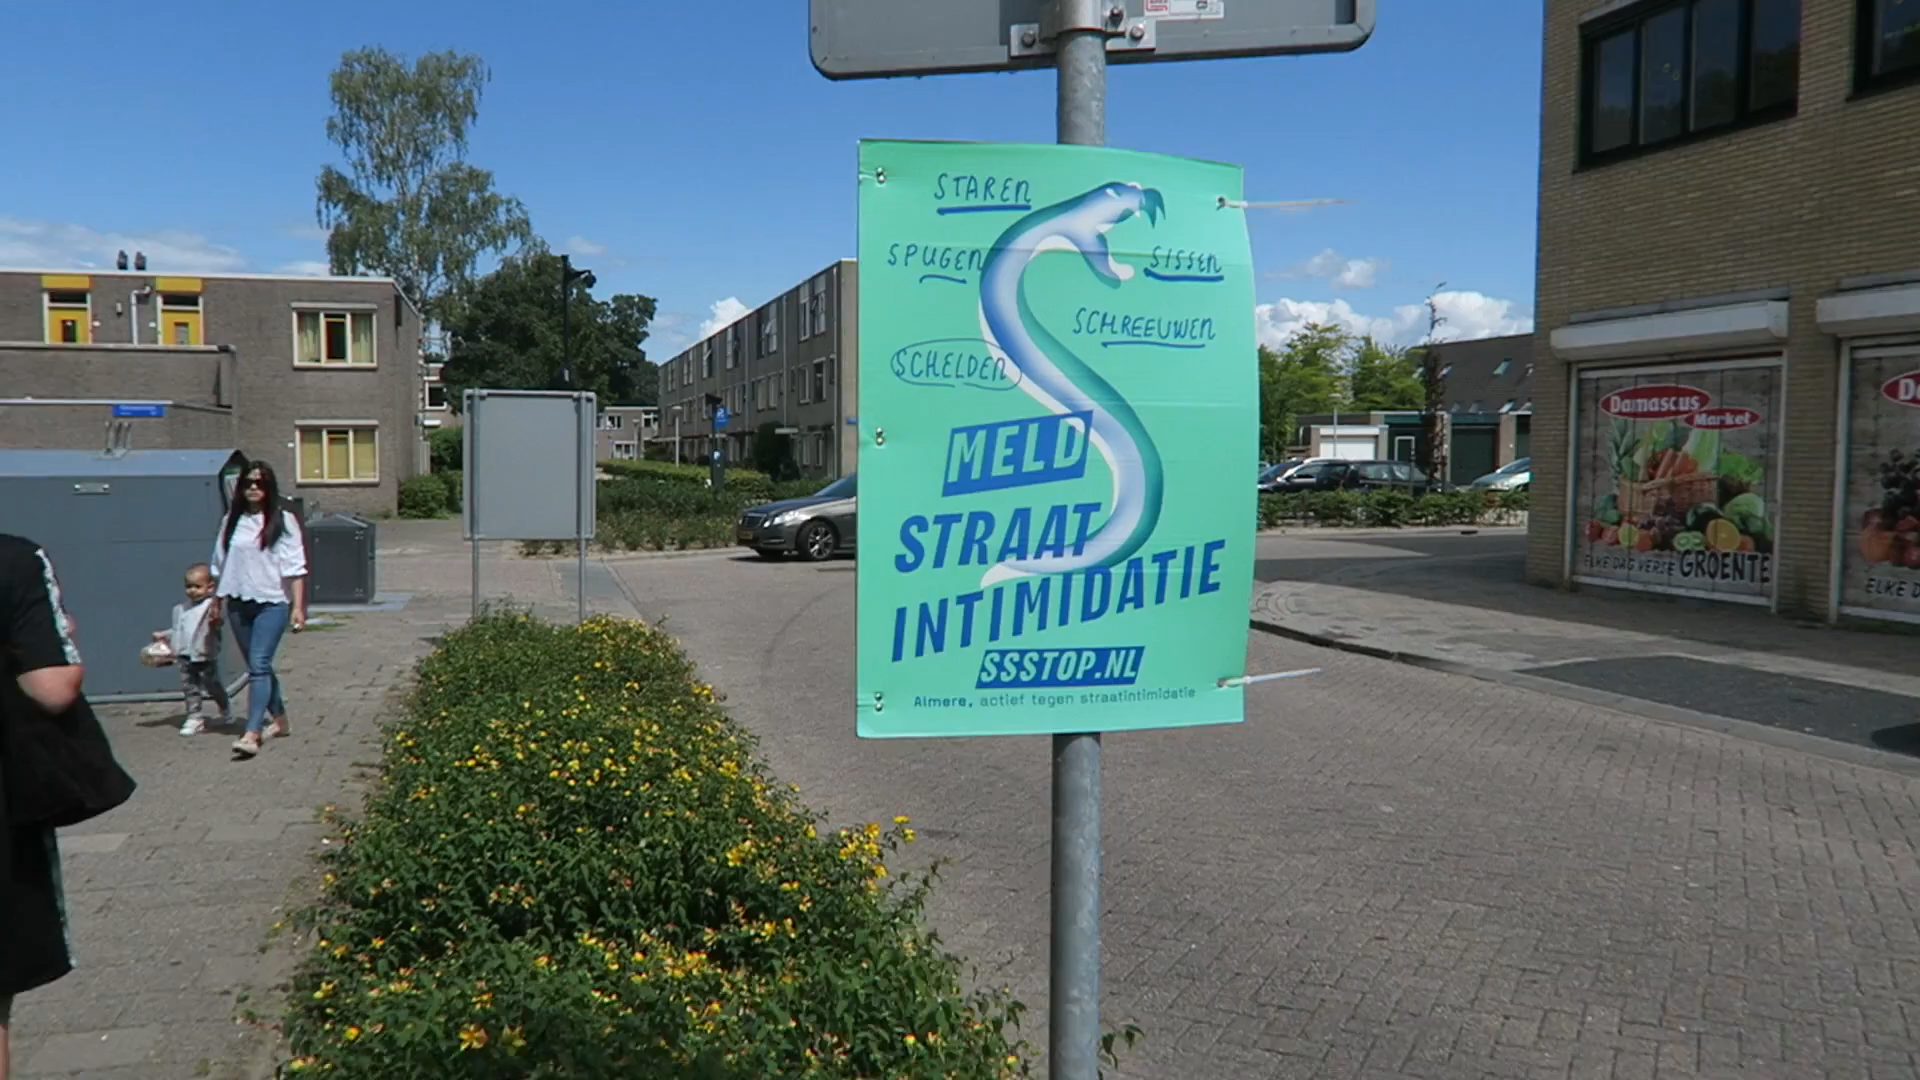 STAREN
SPUGEN
SISSEN
SCHREEUWEN
SCHELDEN
MELD
STRAAT
INTIMIDATIE
SSSTOP.NL
Almere, actief tegen straatintimidatie
Damascus
Market
ELKE DAG VERSE GROENTE
ELKE D